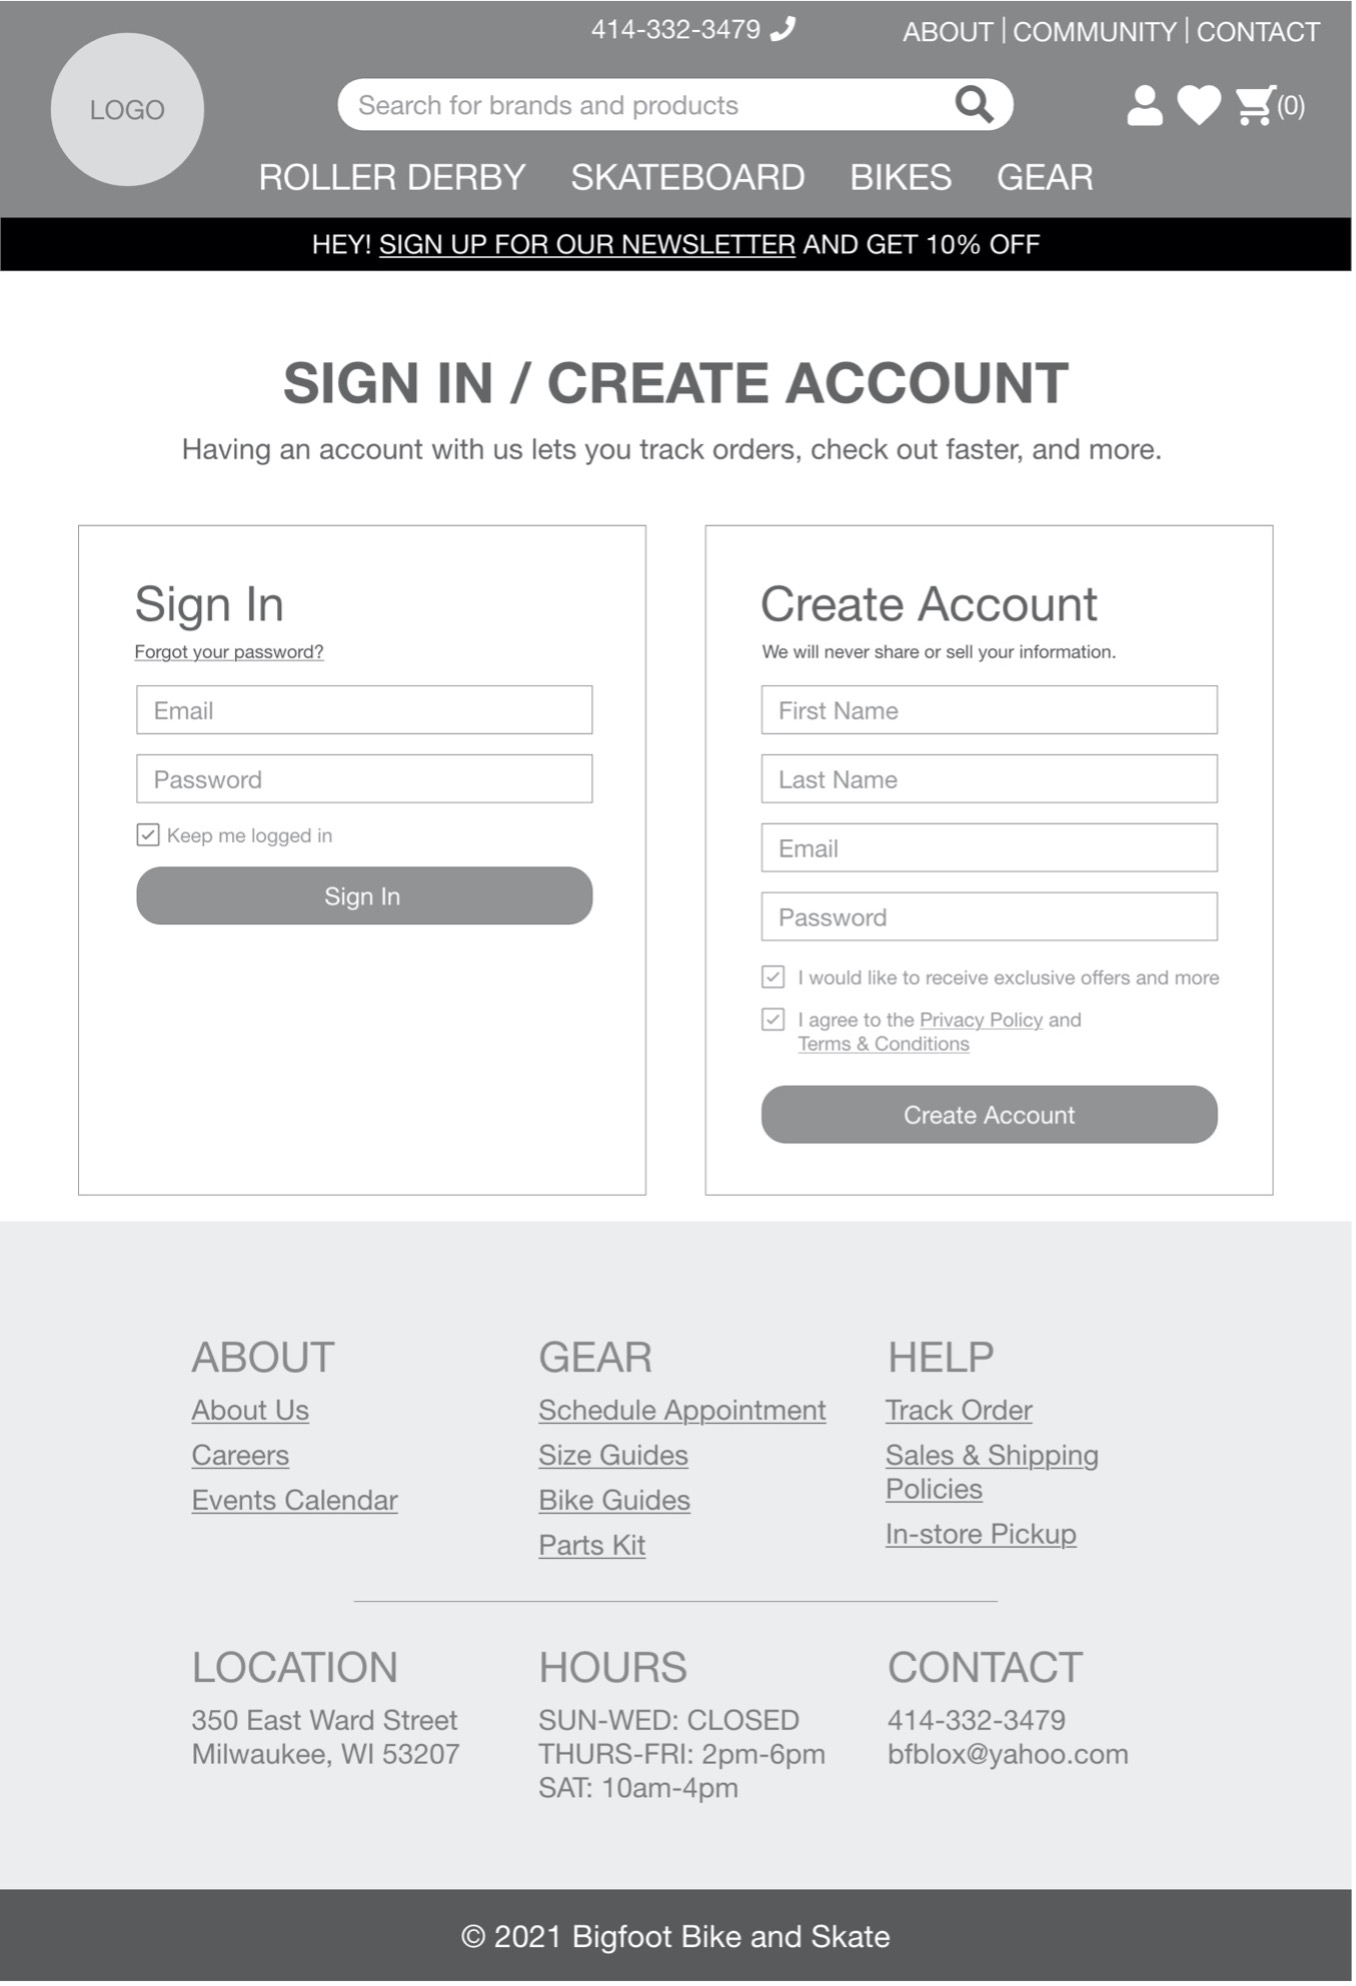 414-332-3479
ABOUT | COMMUNITY | CONTACT
LOGO
Search for brands and products
(0)
ROLLER DERBY SKATEBOARD BIKES GEAR
HEY! SIGN UP FOR OUR NEWSLETTER AND GET 10% OFF
SIGN IN / CREATE ACCOUNT
Having an account with us lets you track orders, check out faster, and more.
Sign In
Forgot your password?
Email
Password
Keep me logged in
Sign In
Create Account
We will never share or sell your information.
First Name
Last Name
Email
Password
I would like to receive exclusive offers and more
I agree to the Privacy Policy and
Terms & Conditions
Create Account
ABOUT
About Us
Careers
Events Calendar
GEAR
Schedule Appointment
Size Guides
Bike Guides
Parts Kit
HELP
Track Order
Sales & Shipping
Policies
In-store Pickup
LOCATION
350 East Ward Street
Milwaukee, WI 53207
HOURS
SUN-WED: CLOSED
THURS-FRI: 2pm-6pm
SAT: 10am-4pm
CONTACT
414-332-3479
bfblox@yahoo.com
© 2021 Bigfoot Bike and Skate